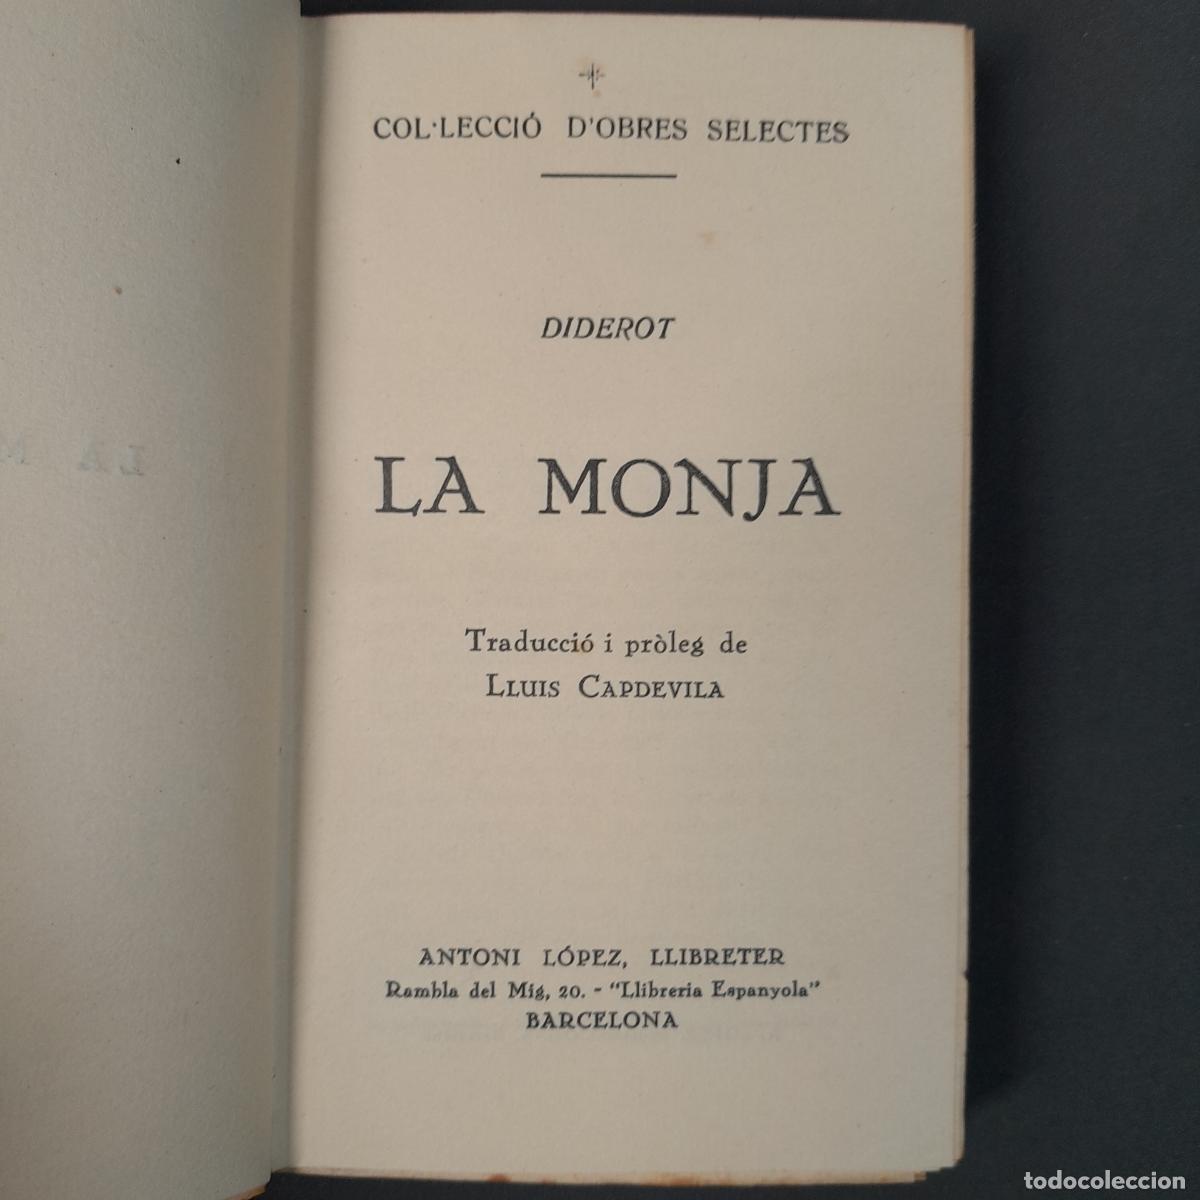 COL·LECCIÓ D'OBRES SELECTES
DIDEROT
LA MONJA
Traducció i pròleg de
LLUIS CAPDEVILA
ANTONI LÓPEZ, LLIBRETER
Rambla del Mig, 20. - "Llibreria Espanyola"
BARCELONA
LA M
todocoleccion